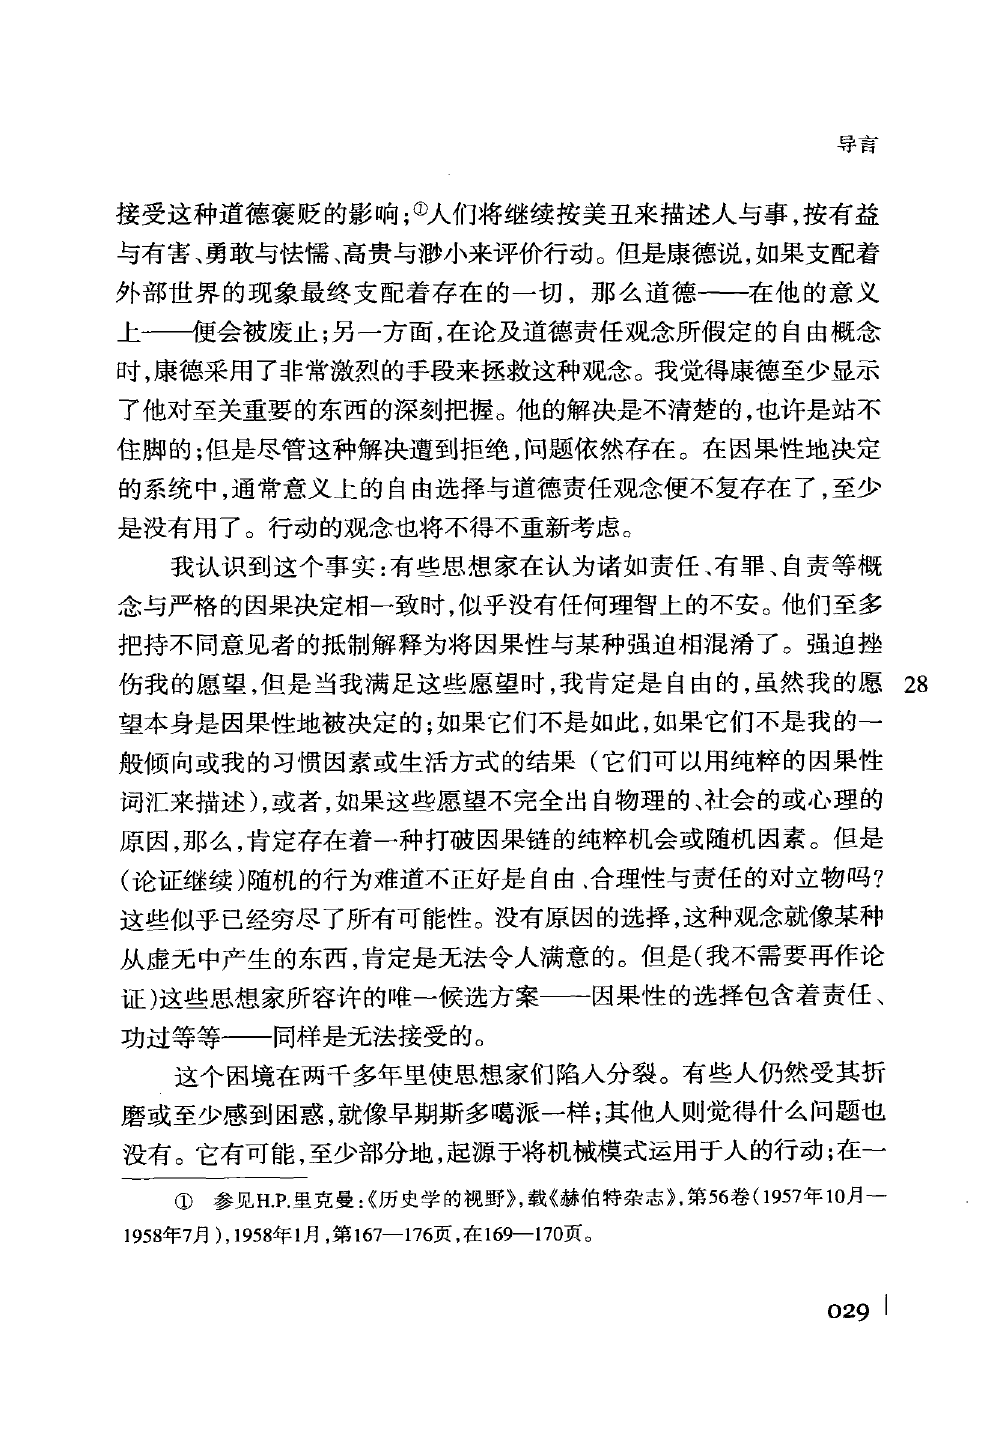 导言
接受这种道德褒贬的影响;①人们将继续按美丑来描述人与事,按有益
与有害、勇敢与怯懦、高贵与渺小来评价行动。但是康德说,如果支配着
外部世界的现象最终支配着存在的一切,那么道德——在他的意义
上——便会被废止;另一方面,在论及道德责任观念所假定的自由概念
时,康德采用了非常激烈的手段来拯救这种观念。我觉得康德至少显示
了他对至关重要的东西的深刻把握。他的解决是不清楚的,也许是站不
住脚的;但是尽管这种解决遭到拒绝,问题依然存在。在因果性地决定
的系统中,通常意义上的自由选择与道德责任观念便不复存在了,至少
是没有用了。行动的观念也将不得不重新考虑。
我认识到这个事实:有些思想家在认为诸如责任、有罪、自责等概
念与严格的因果决定相一致时,似乎没有任何理智上的不安。他们至多
把持不同意见者的抵制解释为将因果性与某种强迫相混淆了。强迫挫
伤我的愿望,但是当我满足这些愿望时,我肯定是自由的,虽然我的愿 28
望本身是因果性地被决定的;如果它们不是如此,如果它们不是我的一
般倾向或我的习惯因素或生活方式的结果(它们可以用纯粹的因果性
词汇来描述),或者,如果这些愿望不完全出自物理的、社会的或心理的
原因,那么,肯定存在着一种打破因果链的纯粹机会或随机因素。但是
(论证继续)随机的行为难道不正好是自由、合理性与责任的对立物吗?
这些似乎已经穷尽了所有可能性。没有原因的选择,这种观念就像某种
从虚无中产生的东西,肯定是无法令人满意的。但是(我不需要再作论
证)这些思想家所容许的唯一候选方案——因果性的选择包含着责任、
功过等等——同样是无法接受的。
这个困境在两千多年里使思想家们陷入分裂。有些人仍然受其折
磨或至少感到困惑,就像早期斯多噶派一样;其他人则觉得什么问题也
没有。它有可能,至少部分地,起源于将机械模式运用于人的行动;在一
① 参见H.P.里克曼:《历史学的视野》,载《赫伯特杂志》,第56卷(1957年10月—
1958年7月),1958年1月,第167—176页,在169—170页。
029